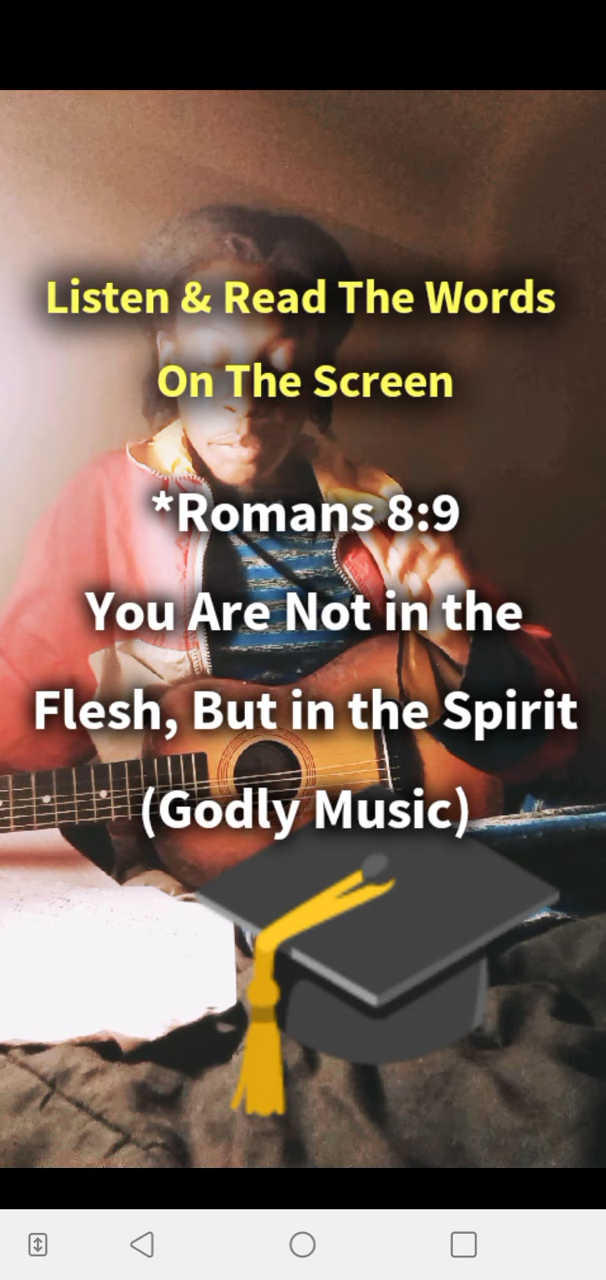 Listen & Read The Words
On The Screen
*Romans 8:9
You Are Not in the
Flesh, But in the Spirit
(Godly Music)